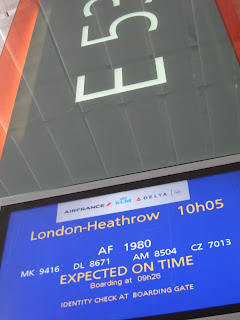 E53
AIRFRANCE KLM DELTA
London-Heathrow 10h05
AF 1980
MK 9416 DL 8671 AM 8504 CZ 7013
EXPECTED ON TIME
Boarding at 09h26
IDENTITY CHECK AT BOARDING GATE